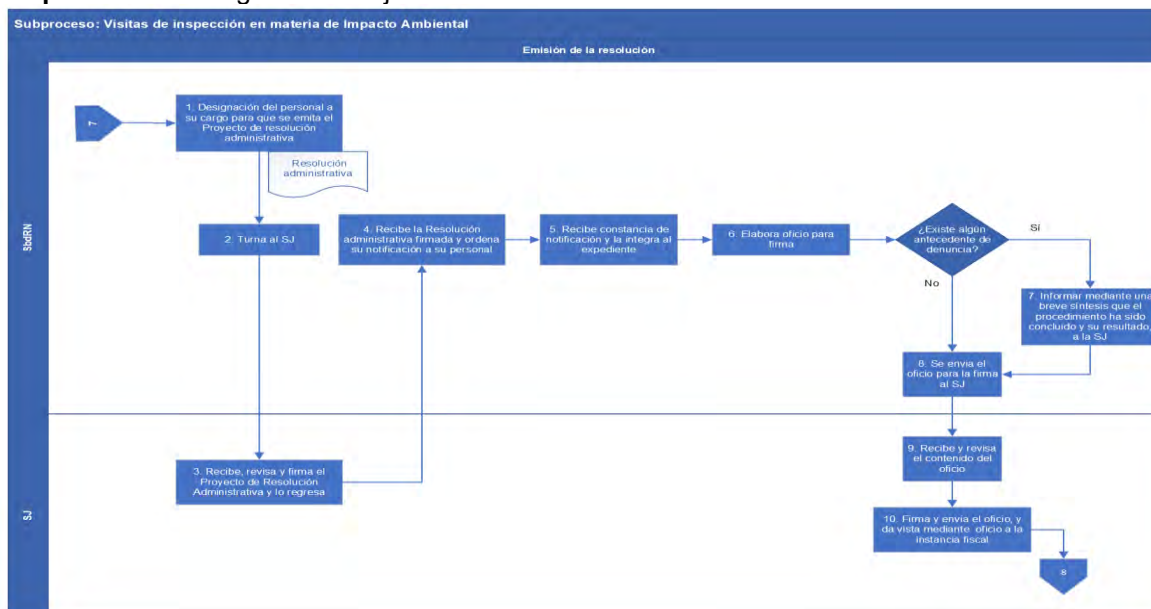 Subproceso: Visitas de inspección en materia de Impacto Ambiental
Emisión de la resolución
SbdRN
7
1. Designación del personal a
su cargo para que se emita el
Proyecto de resolución
administrativa
Resolución
administrativa
2. Turna al SJ
4. Recibe la Resolución
administrativa firmada y ordena
su notificación a su personal
5. Recibe constancia de
notificación y la integra al
expediente
6. Elabora oficio para
firma
¿Existe algún
antecedente de
denuncia?
Sí
No
7. Informar mediante una
breve síntesis que el
procedimiento ha sido
concluido y su resultado,
a la SJ
8. Se envia el
oficio para la firma
al SJ
SJ
3. Recibe, revisa y firma el
Proyecto de Resolución
Administrativa y lo regresa
9. Recibe y revisa
el contenido del
oficio
10. Firma y envia el oficio, y
da vista mediante oficio a la
instancia fiscal
8